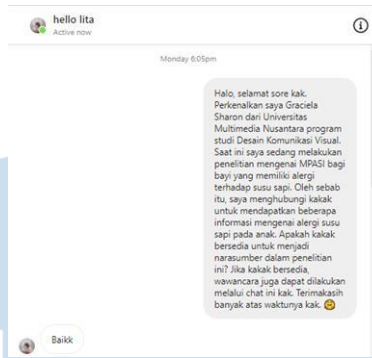 hello lita
Active now
Monday 6:05pm
Halo, selamat sore kak.
Perkenalkan saya Graciela
Sharon dari Universitas
Multimedia Nusantara program
studi Desain Komunikasi Visual.
Saat ini saya sedang melakukan
penelitian mengenai MPASI bagi
bayi yang memiliki alergi
terhadap susu sapi. Oleh sebab
itu, saya menghubungi kakak
untuk mendapatkan beberapa
informasi mengenai alergi susu
sapi pada anak. Apakah kakak
bersedia untuk menjadi
narasumber dalam penelitian
ini? Jika kakak bersedia,
wawancara juga dapat dilakukan
melalui chat ini kak. Terimakasih
banyak atas waktunya kak. 😊
Baikk